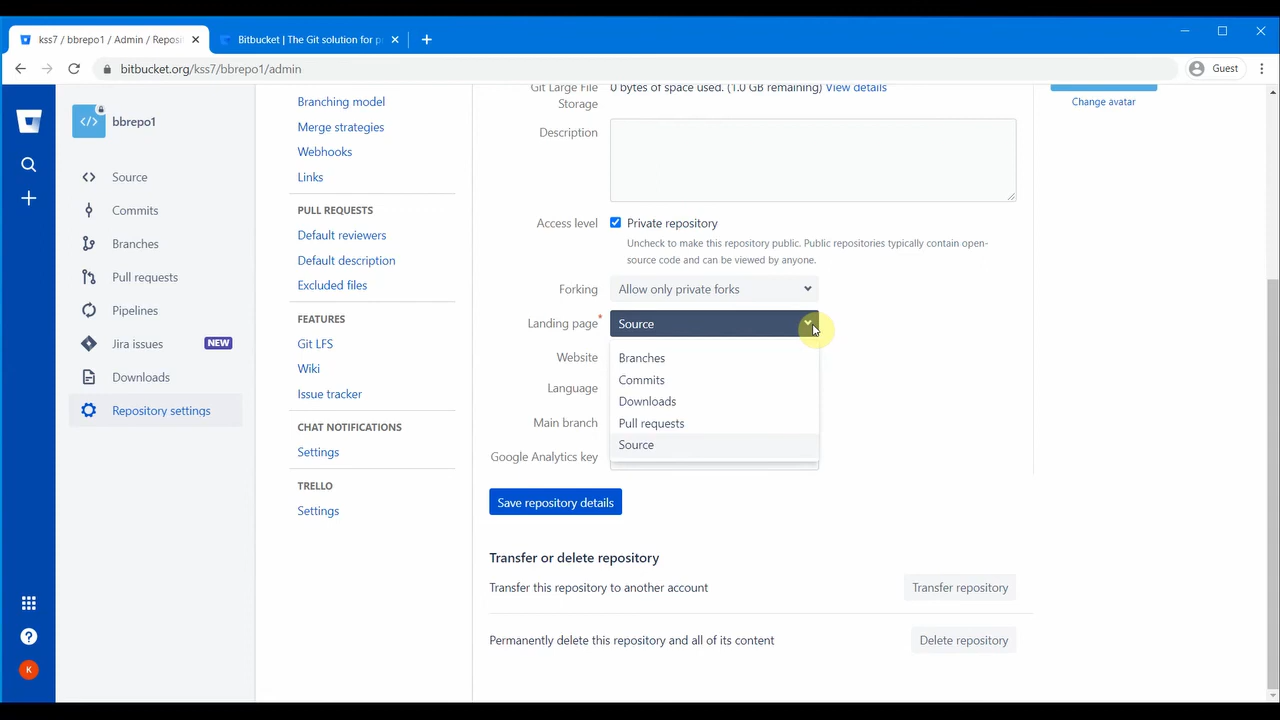 kss7 / bbrepo1 / Admin / Reposi
Bitbucket | The Git solution for p
bitbucket.org/kss7/bbrepo1/admin
Guest
bbrepo1
Source
Commits
Branches
Pull requests
Pipelines
Jira issues NEW
Downloads
Repository settings
K
Branching model
Merge strategies
Webhooks
Links
PULL REQUESTS
Default reviewers
Default description
Excluded files
FEATURES
Git LFS
Wiki
Issue tracker
CHAT NOTIFICATIONS
Settings
TRELLO
Settings
Git Large File
Storage
0 bytes of space used. (1.0 GB remaining) View details
Change avatar
Description
Access level Private repository
Uncheck to make this repository public. Public repositories typically contain open-
source code and can be viewed by anyone.
Forking Allow only private forks
Landing page* Source
Website
Language
Main branch
Google Analytics key
Branches
Commits
Downloads
Pull requests
Source
Save repository details
Transfer or delete repository
Transfer this repository to another account Transfer repository
Permanently delete this repository and all of its content Delete repository